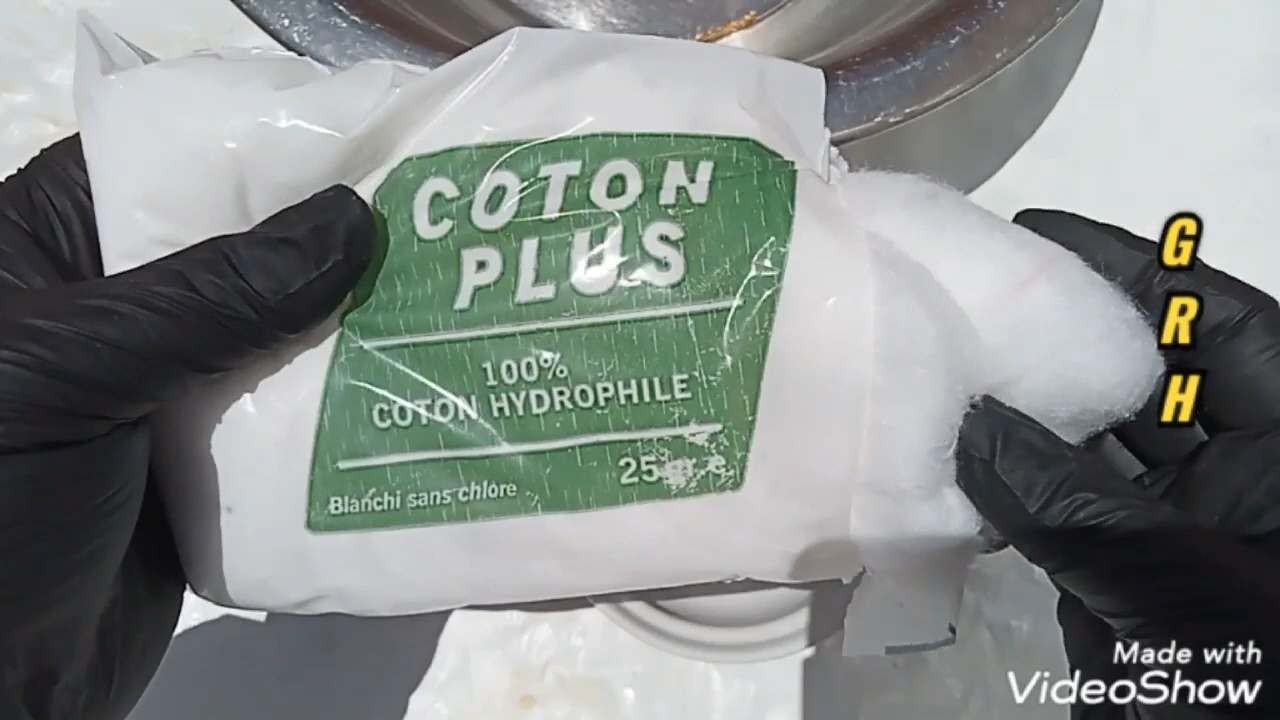 COTON
PLUS
100%
COTON HYDROPHILE
Blanchi sans chlore
G
R
H
Made with
VideoShow